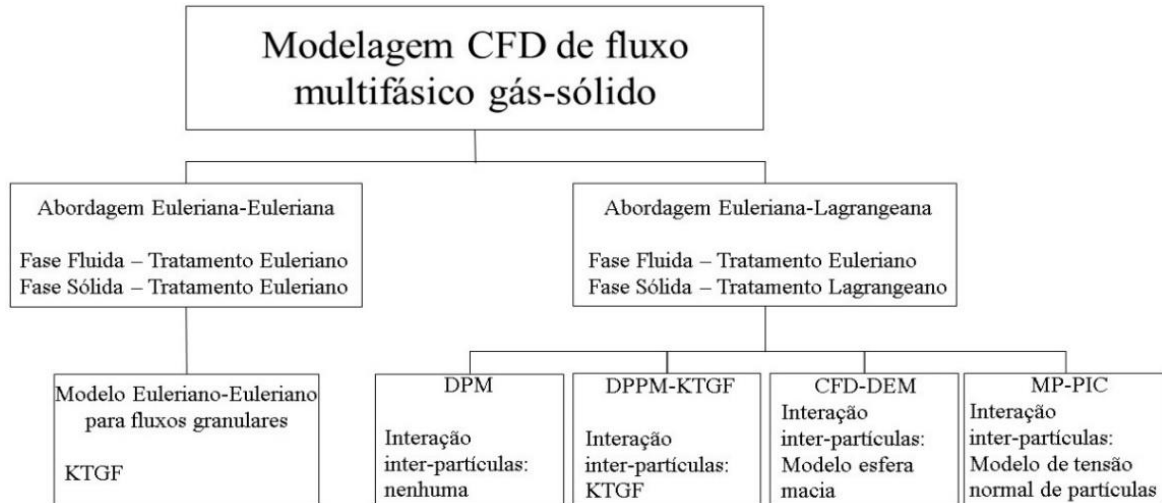 Modelagem CFD de fluxo
multifásico gás-sólido
Abordagem Euleriana-Euleriana
Fase Fluida – Tratamento Euleriano
Fase Sólida – Tratamento Euleriano
Abordagem Euleriana-Lagrangeana
Fase Fluida – Tratamento Euleriano
Fase Sólida – Tratamento Lagrangeano
Modelo Euleriano-Euleriano
para fluxos granulares
KTGF
DPM
Interação
inter-partículas:
nenhuma
DPPM-KTGF
Interação
inter-partículas:
KTGF
CFD-DEM
Interação
inter-partículas:
Modelo esfera
macia
MP-PIC
Interação
inter-partículas:
Modelo de tensão
normal de partículas